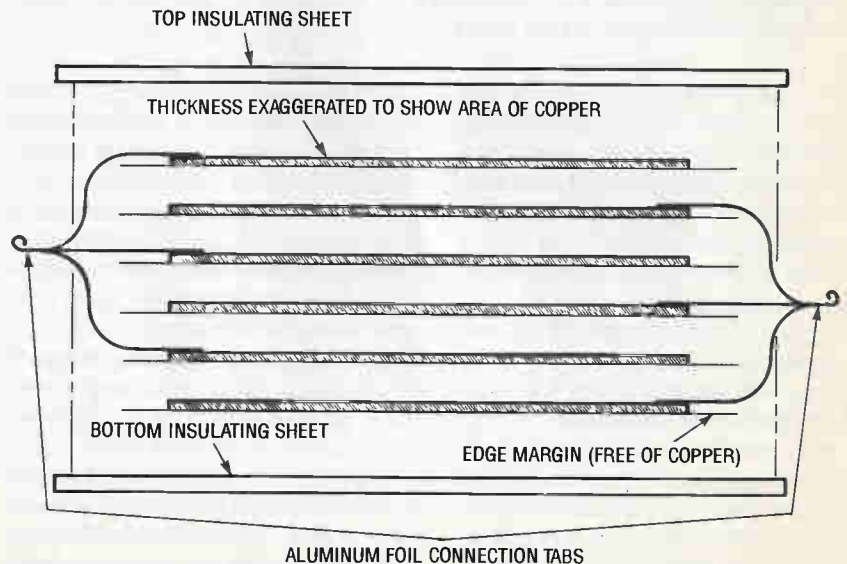 TOP INSULATING SHEET
THICKNESS EXAGGERATED TO SHOW AREA OF COPPER
BOTTOM INSULATING SHEET
EDGE MARGIN (FREE OF COPPER)
ALUMINUM FOIL CONNECTION TABS